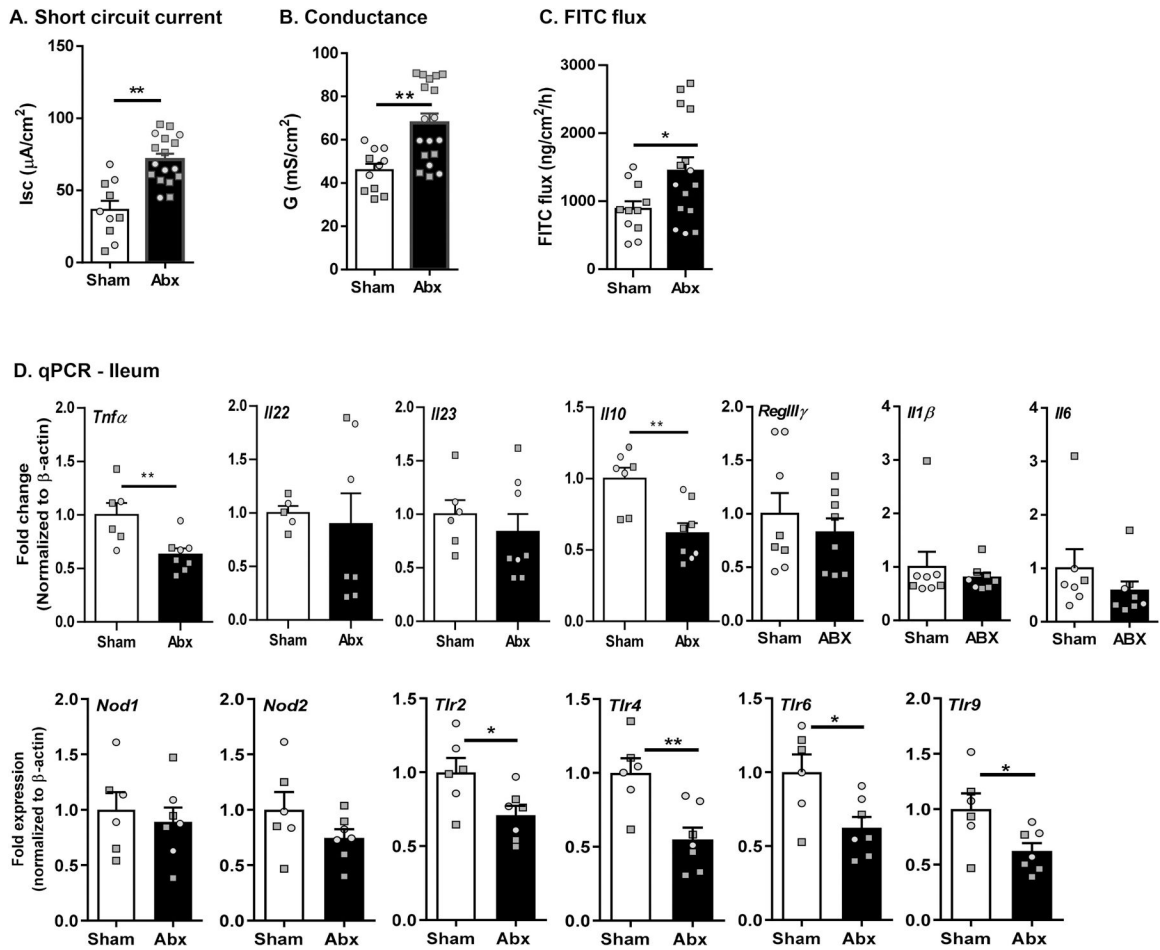 A. Short circuit current
B. Conductance
C. FITC flux
Isc (μA/cm2)
150
100
50
0
**
Sham Abx
G (mS/cm2)
100
80
60
40
20
0
**
Sham Abx
FITC flux (ng/cm2/h)
3000
2000
1000
0
*
Sham Abx
D. qPCR - Ileum
Fold change
(Normalized to β-actin)
Tnfα
2.0
1.5
1.0
0.5
0.0
**
Sham Abx
Il22
2.0
1.5
1.0
0.5
0.0
Sham Abx
Il23
2.0
1.5
1.0
0.5
0.0
Sham Abx
Il10
1.5
1.0
0.5
0.0
**
Sham Abx
RegIIIγ
2.0
1.5
1.0
0.5
0.0
Sham ABX
Il1β
4
3
2
1
0
Sham ABX
Il6
4
3
2
1
0
Sham ABX
Fold expression
(normalized to β-actin)
Nod1
2.0
1.5
1.0
0.5
0.0
Sham Abx
Nod2
2.0
1.5
1.0
0.5
0.0
Sham Abx
Tlr2
1.5
1.0
0.5
0.0
*
Sham Abx
Tlr4
1.5
1.0
0.5
0.0
**
Sham Abx
Tlr6
1.5
1.0
0.5
0.0
*
Sham Abx
Tlr9
2.0
1.5
1.0
0.5
0.0
*
Sham Abx